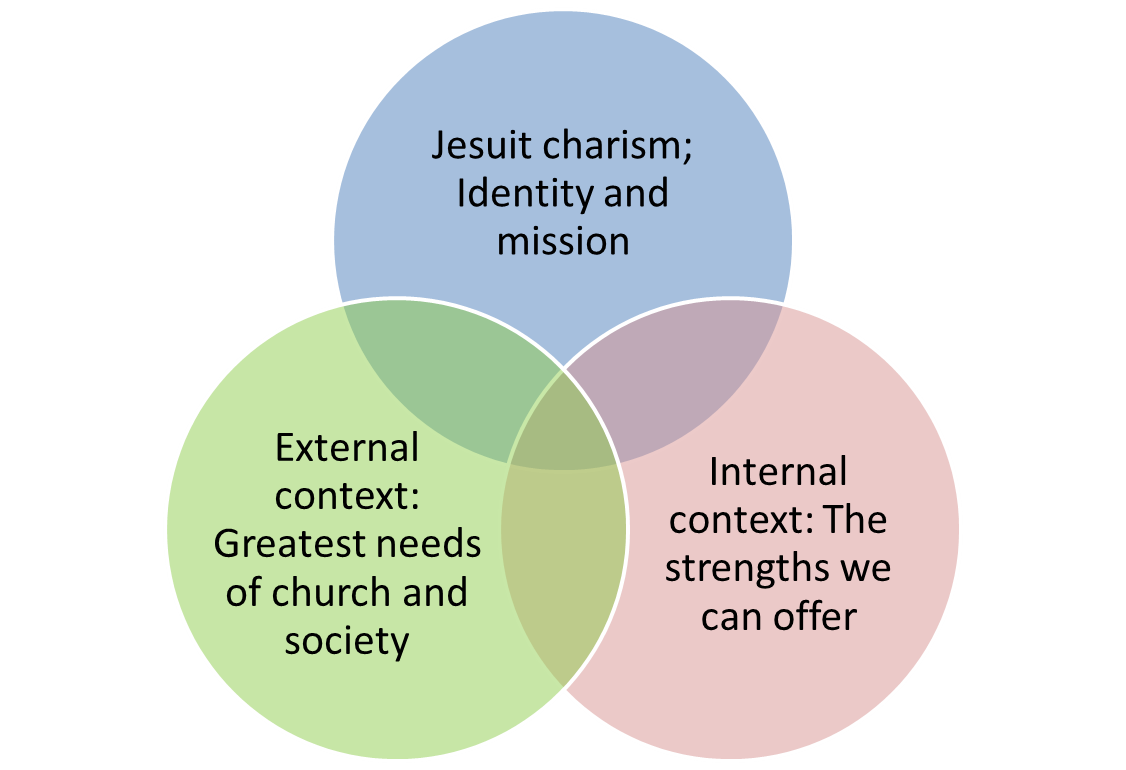 Jesuit charism;
Identity and
mission
External
context:
Greatest needs
of church and
society
Internal
context: The
strengths we
can offer